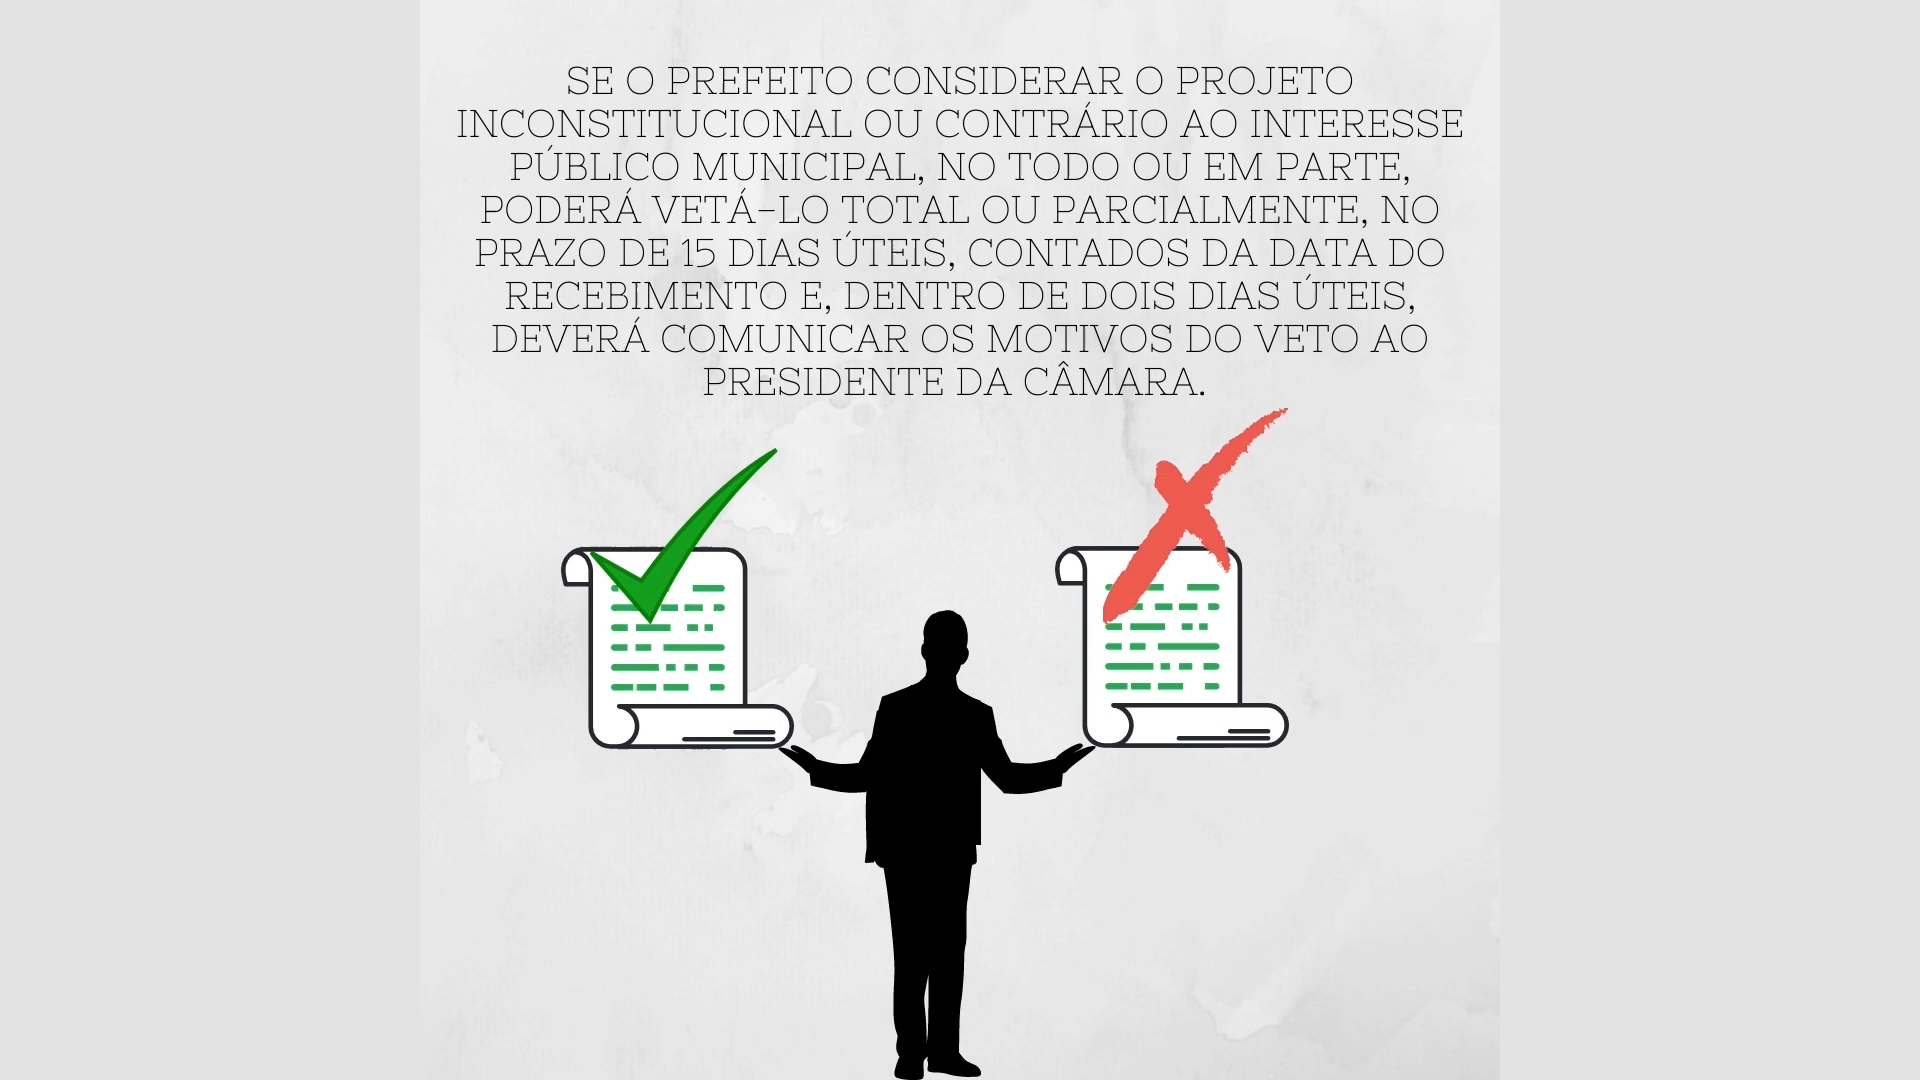 SE O PREFEITO CONSIDERAR O PROJETO
INCONSTITUCIONAL OU CONTRÁRIO AO INTERESSE
PÚBLICO MUNICIPAL, NO TODO OU EM PARTE,
PODERÁ VETÁ-LO TOTAL OU PARCIALMENTE, NO
PRAZO DE 15 DIAS ÚTEIS, CONTADOS DA DATA DO
RECEBIMENTO E, DENTRO DE DOIS DIAS ÚTEIS,
DEVERÁ COMUNICAR OS MOTIVOS DO VETO AO
PRESIDENTE DA CÂMARA.